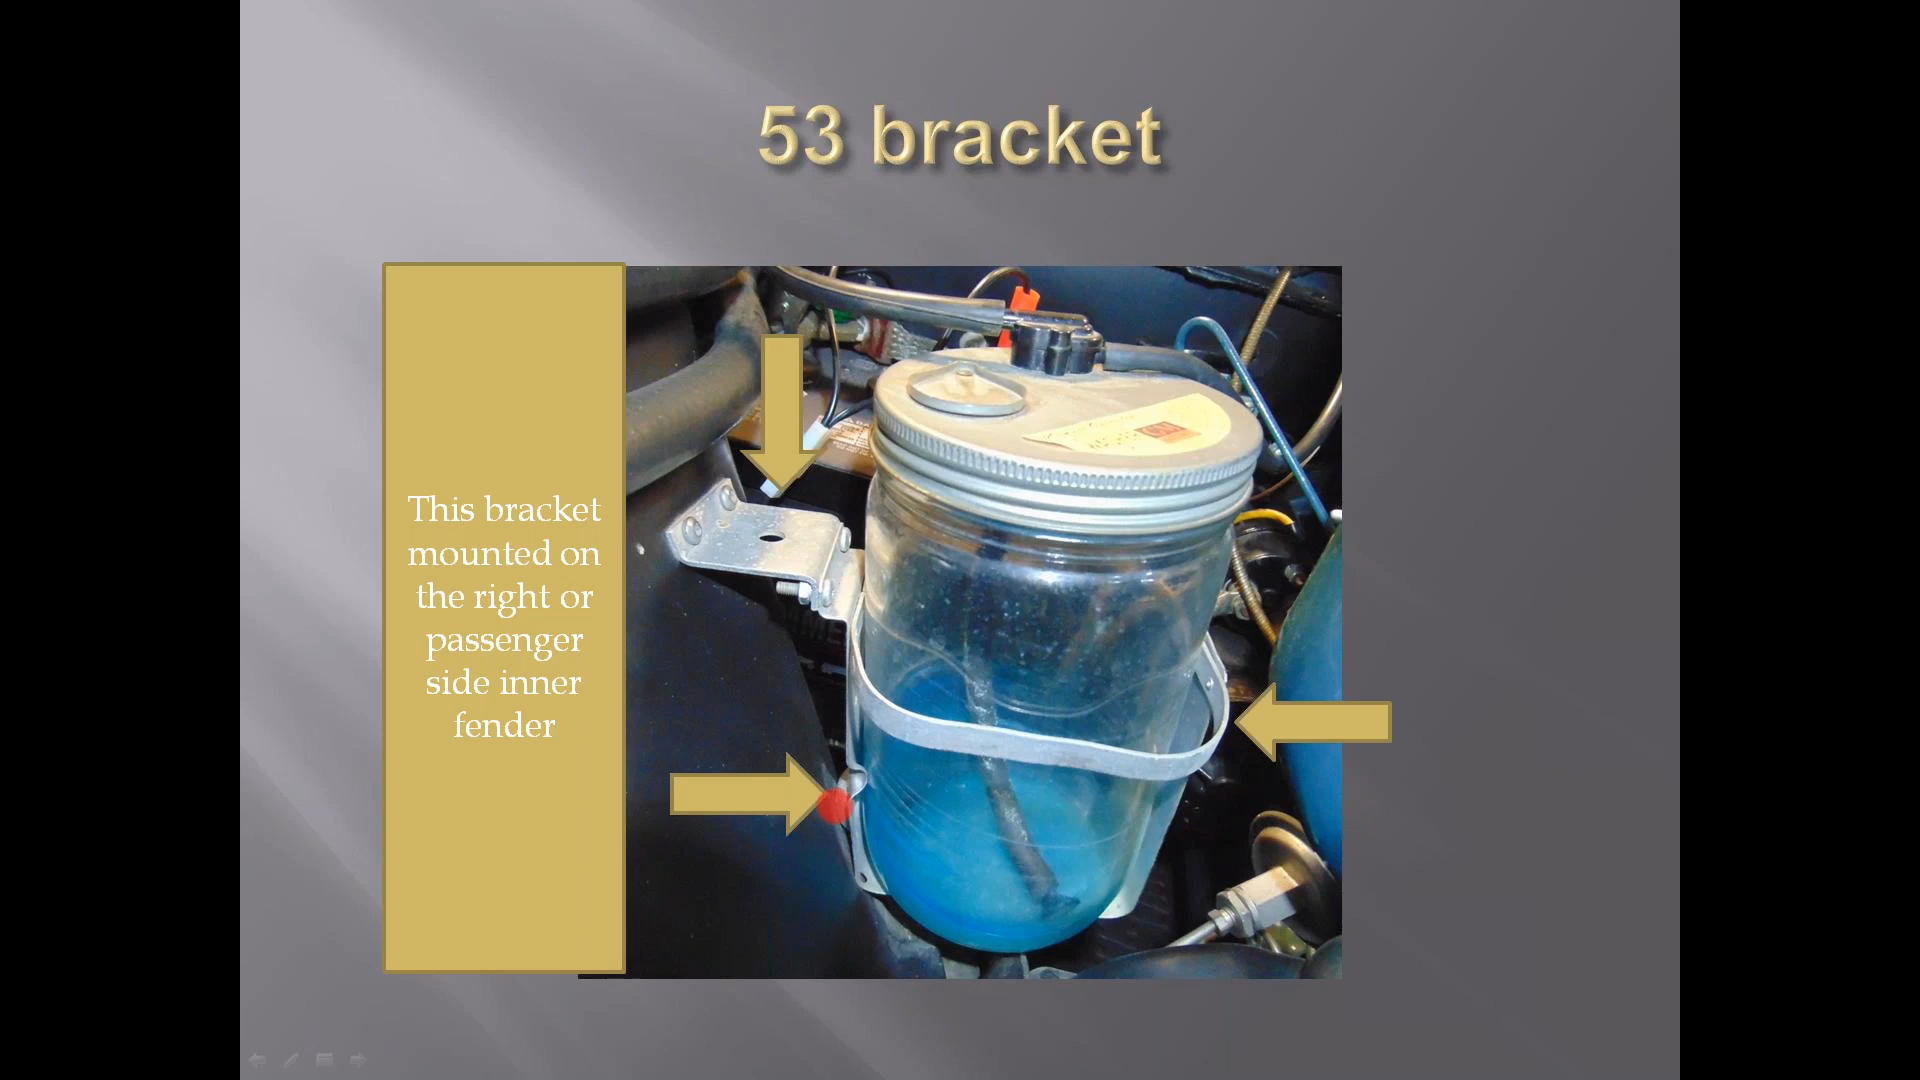 53 bracket
This bracket
mounted on
the right or
passenger
side inner
fender